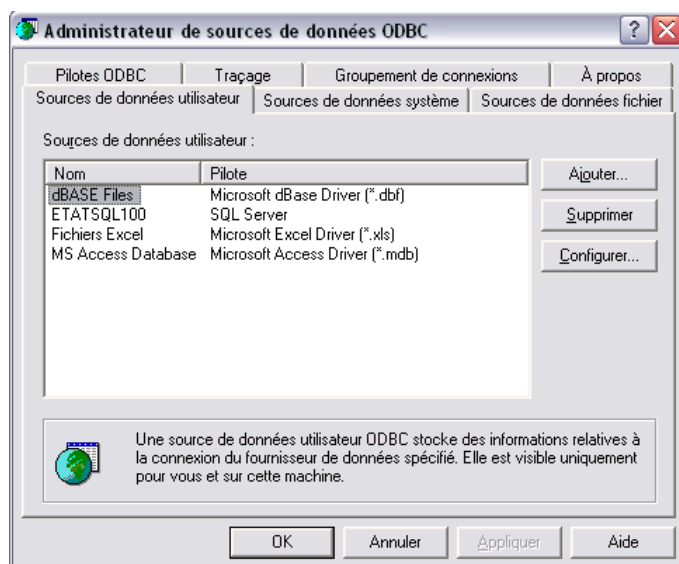 Administrateur de sources de données ODBC
Pilotes ODBC Traçage Groupement de connexions À propos
Sources de données utilisateur Sources de données système Sources de données fichier
Sources de données utilisateur :
Nom Pilote
dBASE Files Microsoft dBase Driver (*.dbf)
ETATSQL100 SQL Server
Fichiers Excel Microsoft Excel Driver (*.xls)
MS Access Database Microsoft Access Driver (*.mdb)
Ajouter...
Supprimer
Configurer...
Une source de données utilisateur ODBC stocke des informations relatives à
la connexion du fournisseur de données spécifié. Elle est visible uniquement
pour vous et sur cette machine.
OK Annuler Appliquer Aide